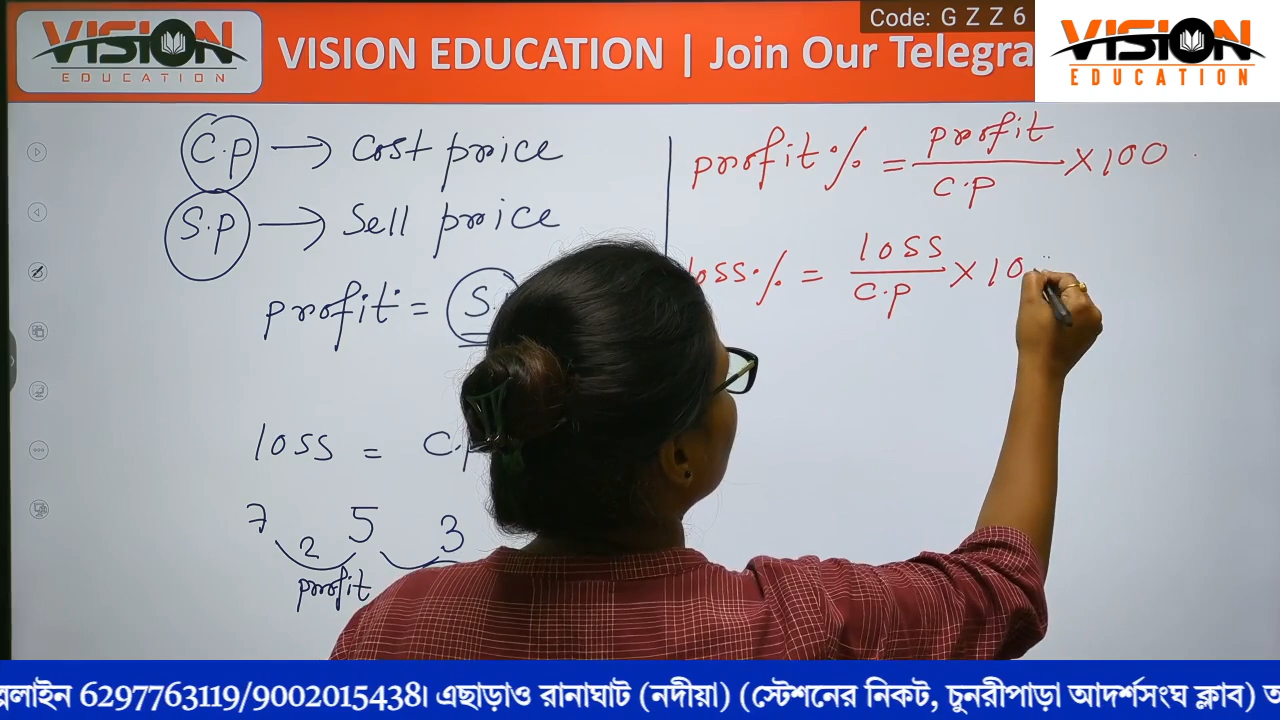 Code: G Z Z 6
VISION
EDUCATION
VISION EDUCATION | Join Our Telegra
VISION
EDUCATION
C.P → Cost price
S.P → Sell price
profit = S.
loss = C.P
7 5 3
2
profit
profit % = profit / C.P × 100
loss % = loss / C.P × 10
লাইন 6297763119/9002015438। এছাড়াও রানাঘাট (নদীয়া) (স্টেশনের নিকট, চুনরীপাড়া আদর্শসংঘ ক্লাব)